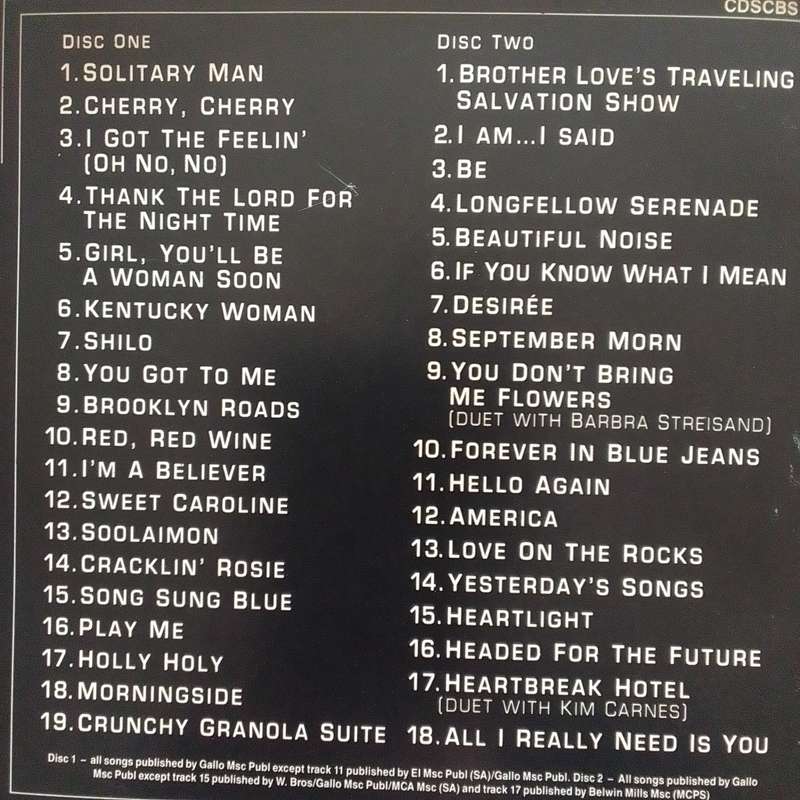 CDSCBS
DISC ONE
1. SOLITARY MAN
2. CHERRY, CHERRY
3. I GOT THE FEELIN'
(OH NO, NO)
4. THANK THE LORD FOR
THE NIGHT TIME
5. GIRL, YOU'LL BE
A WOMAN SOON
6. KENTUCKY WOMAN
7. SHILO
8. YOU GOT TO ME
9. BROOKLYN ROADS
10. RED, RED WINE
11. I'M A BELIEVER
12. SWEET CAROLINE
13. SOOLAIMON
14. CRACKLIN' ROSIE
15. SONG SUNG BLUE
16. PLAY ME
17. HOLLY HOLY
18. MORNINGSIDE
19. CRUNCHY GRANOLA SUITE
DISC TWO
1. BROTHER LOVE'S TRAVELING
SALVATION SHOW
2. I AM...I SAID
3. BE
4. LONGFELLOW SERENADE
5. BEAUTIFUL NOISE
6. IF YOU KNOW WHAT I MEAN
7. DESIRÉE
8. SEPTEMBER MORN
9. YOU DON'T BRING
ME FLOWERS
(DUET WITH BARBRA STREISAND)
10. FOREVER IN BLUE JEANS
11. HELLO AGAIN
12. AMERICA
13. LOVE ON THE ROCKS
14. YESTERDAY'S SONGS
15. HEARTLIGHT
16. HEADED FOR THE FUTURE
17. HEARTBREAK HOTEL
(DUET WITH KIM CARNES)
18. ALL I REALLY NEED IS YOU
Disc 1 – all songs published by Gallo Msc Publ except track 11 published by EI Msc Publ (SA)/Gallo Msc Publ. Disc 2 – All songs published by Gallo
Msc Publ except track 15 published by W. Bros/Gallo Msc Publ/MCA Msc (SA) and track 17 published by Belwin Mills Msc (MCPS)